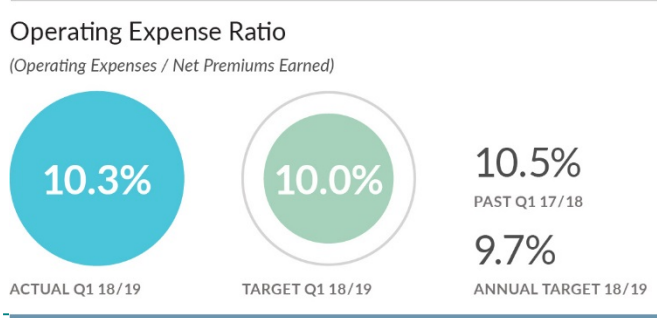 Operating Expense Ratio
(Operating Expenses / Net Premiums Earned)
10.3%
ACTUAL Q1 18/19
10.0%
TARGET Q1 18/19
10.5%
PAST Q1 17/18
9.7%
ANNUAL TARGET 18/19